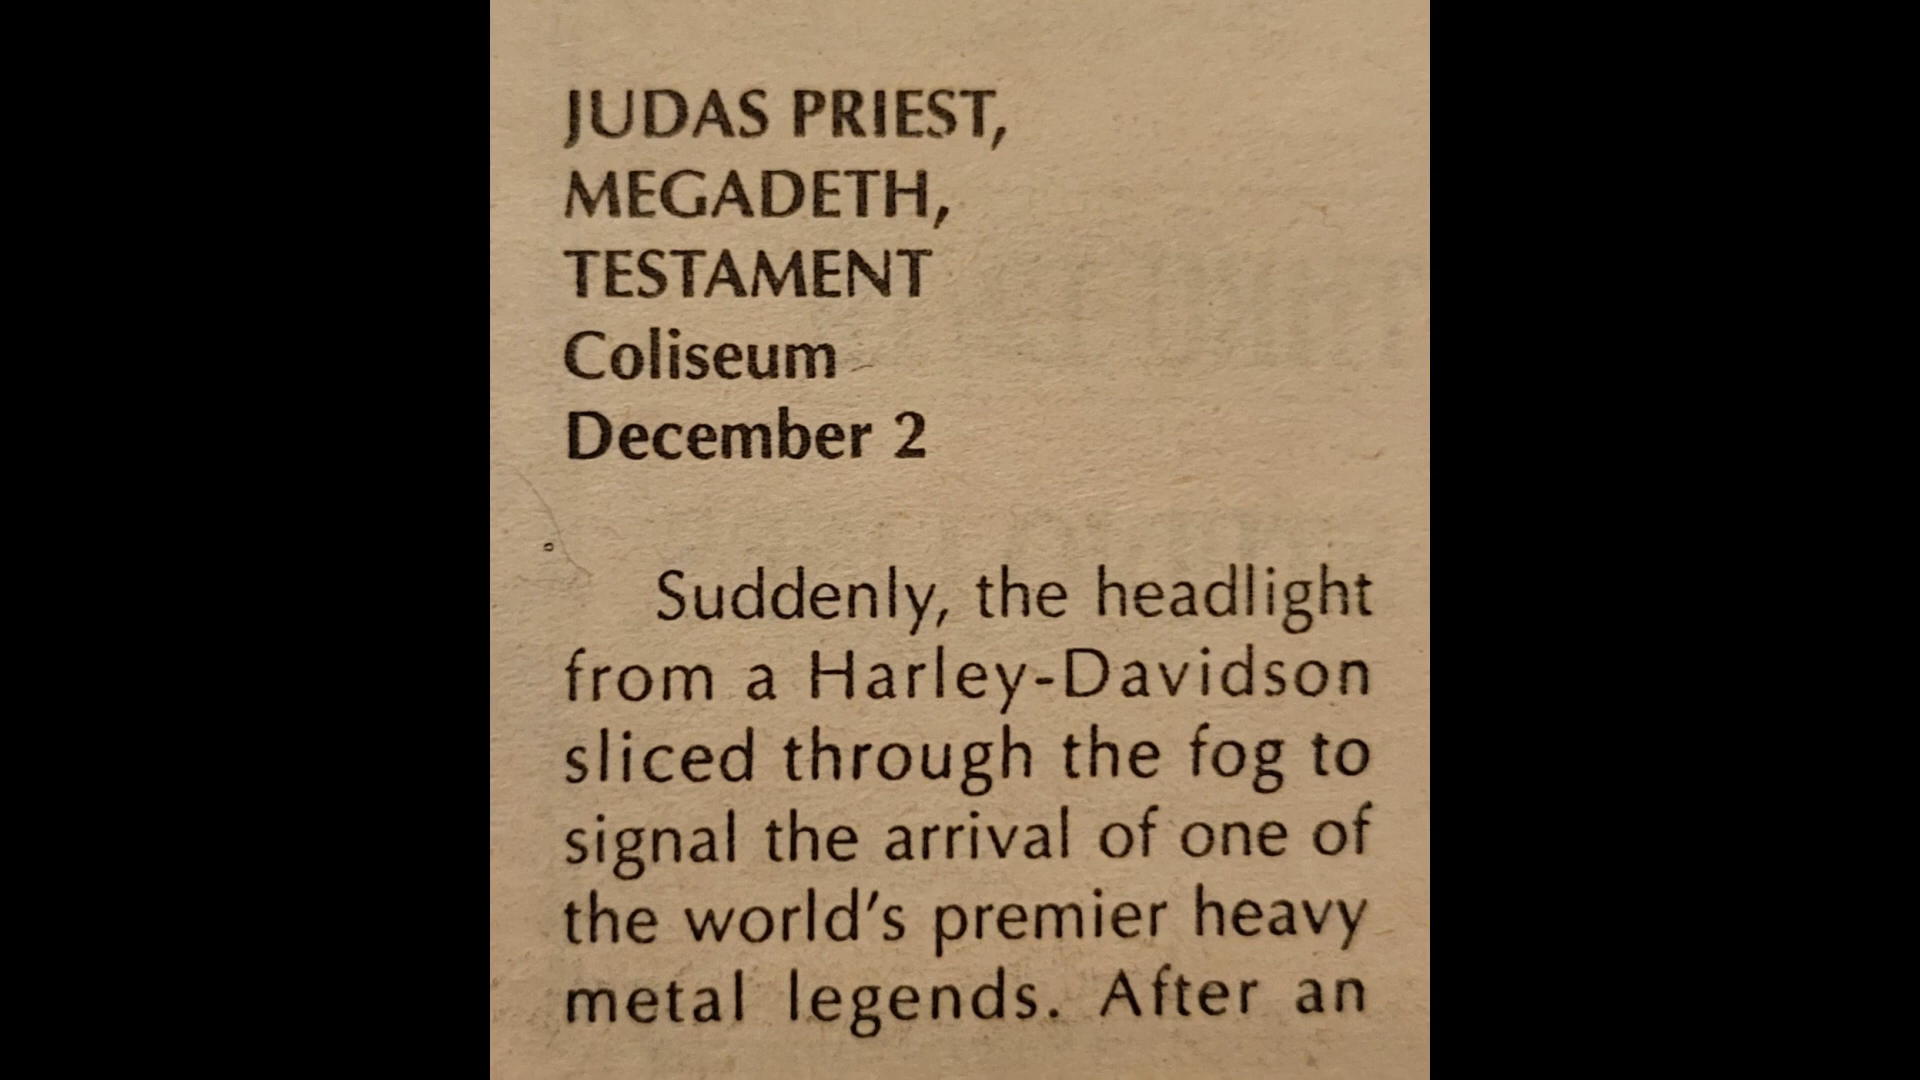 JUDAS PRIEST,
MEGADETH,
TESTAMENT
Coliseum
December 2
Suddenly, the headlight
from a Harley-Davidson
sliced through the fog to
signal the arrival of one of
the world's premier heavy
metal legends. After an